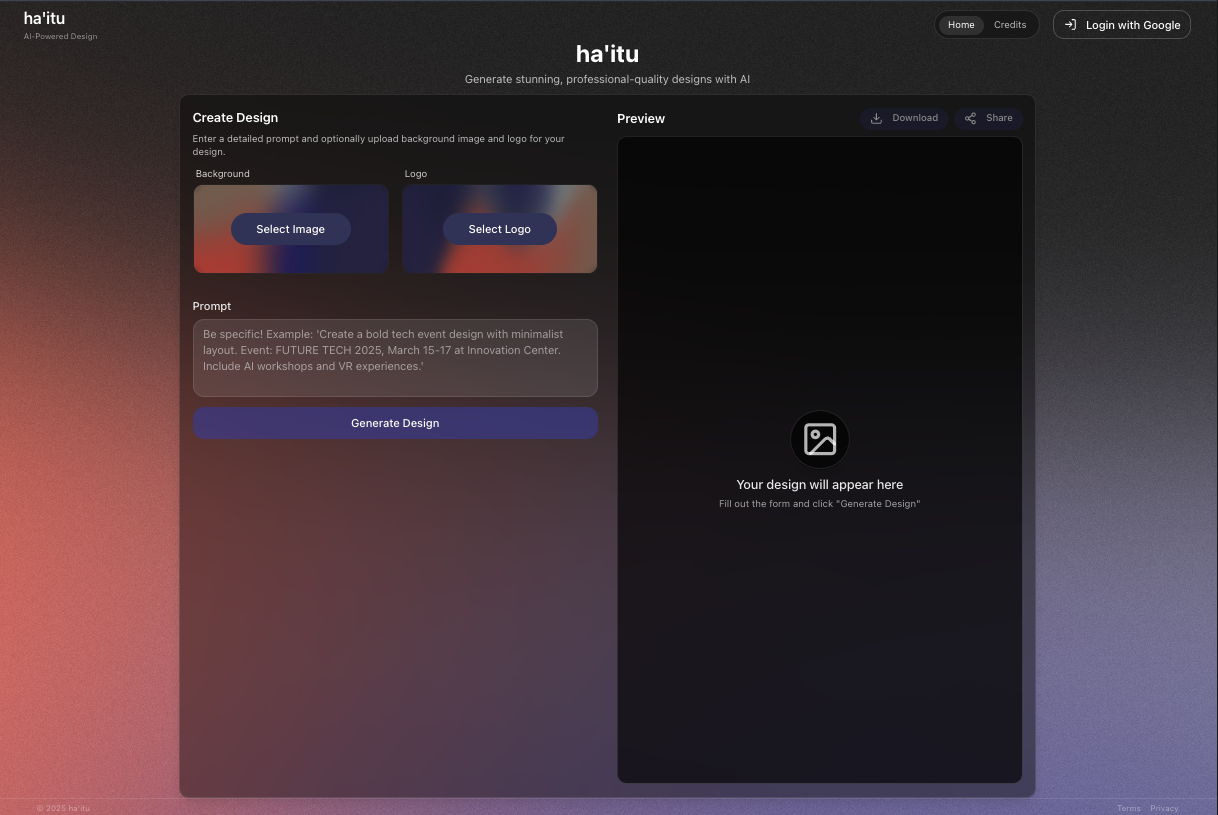 ha'itu
AI-Powered Design
Home
Credits
Login with Google
ha'itu
Generate stunning, professional-quality designs with AI
Create Design
Enter a detailed prompt and optionally upload background image and logo for your
design.
Background
Logo
Select Image
Select Logo
Prompt
Be specific! Example: 'Create a bold tech event design with minimalist
layout. Event: FUTURE TECH 2025, March 15-17 at Innovation Center.
Include AI workshops and VR experiences.'
Generate Design
Preview
Download
Share
Your design will appear here
Fill out the form and click "Generate Design"
© 2025 ha'itu
Terms
Privacy